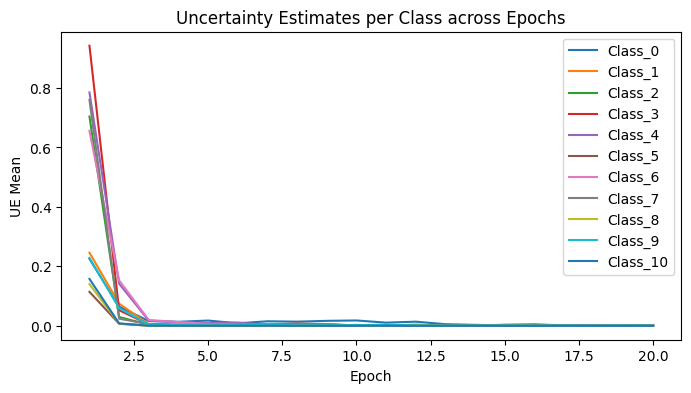 Uncertainty Estimates per Class across Epochs
UE Mean
0.8
0.6
0.4
0.2
0.0
2.5 5.0 7.5 10.0 12.5 15.0 17.5 20.0
Epoch
Class_0
Class_1
Class_2
Class_3
Class_4
Class_5
Class_6
Class_7
Class_8
Class_9
Class_10